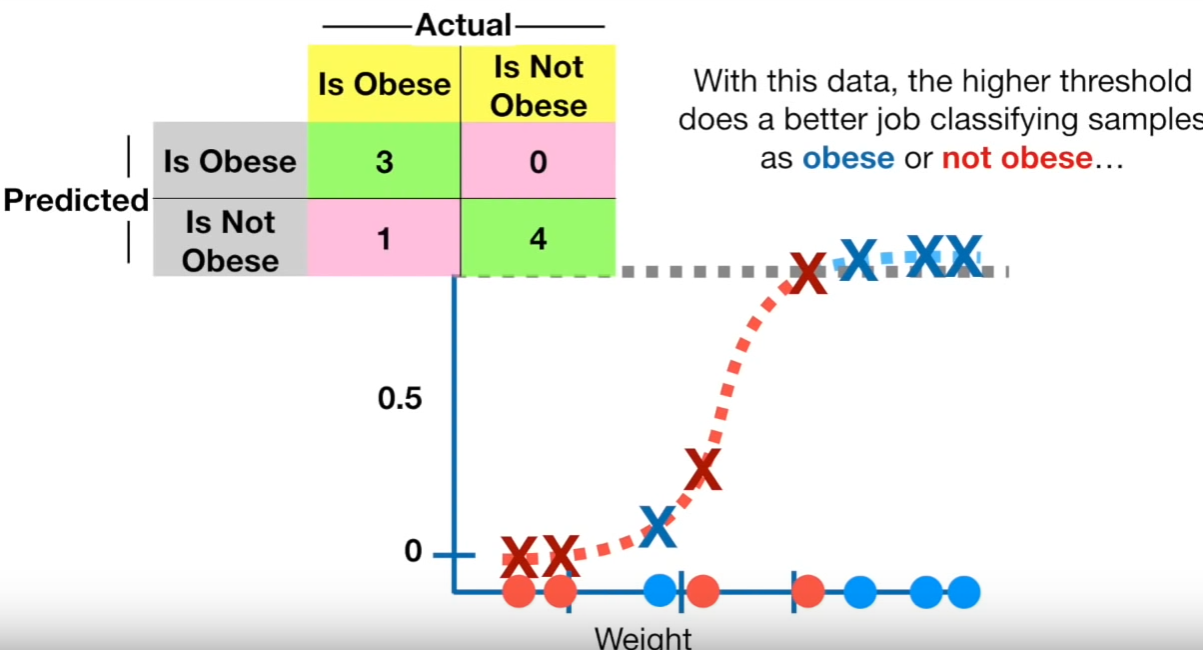 Actual
Is Obese
Is Not
Obese
Predicted
Is Obese
3
0
Is Not
Obese
1
4
With this data, the higher threshold
does a better job classifying samples
as obese or not obese…
X
X
X
X
X
X
X
X
0.5
0
Weight